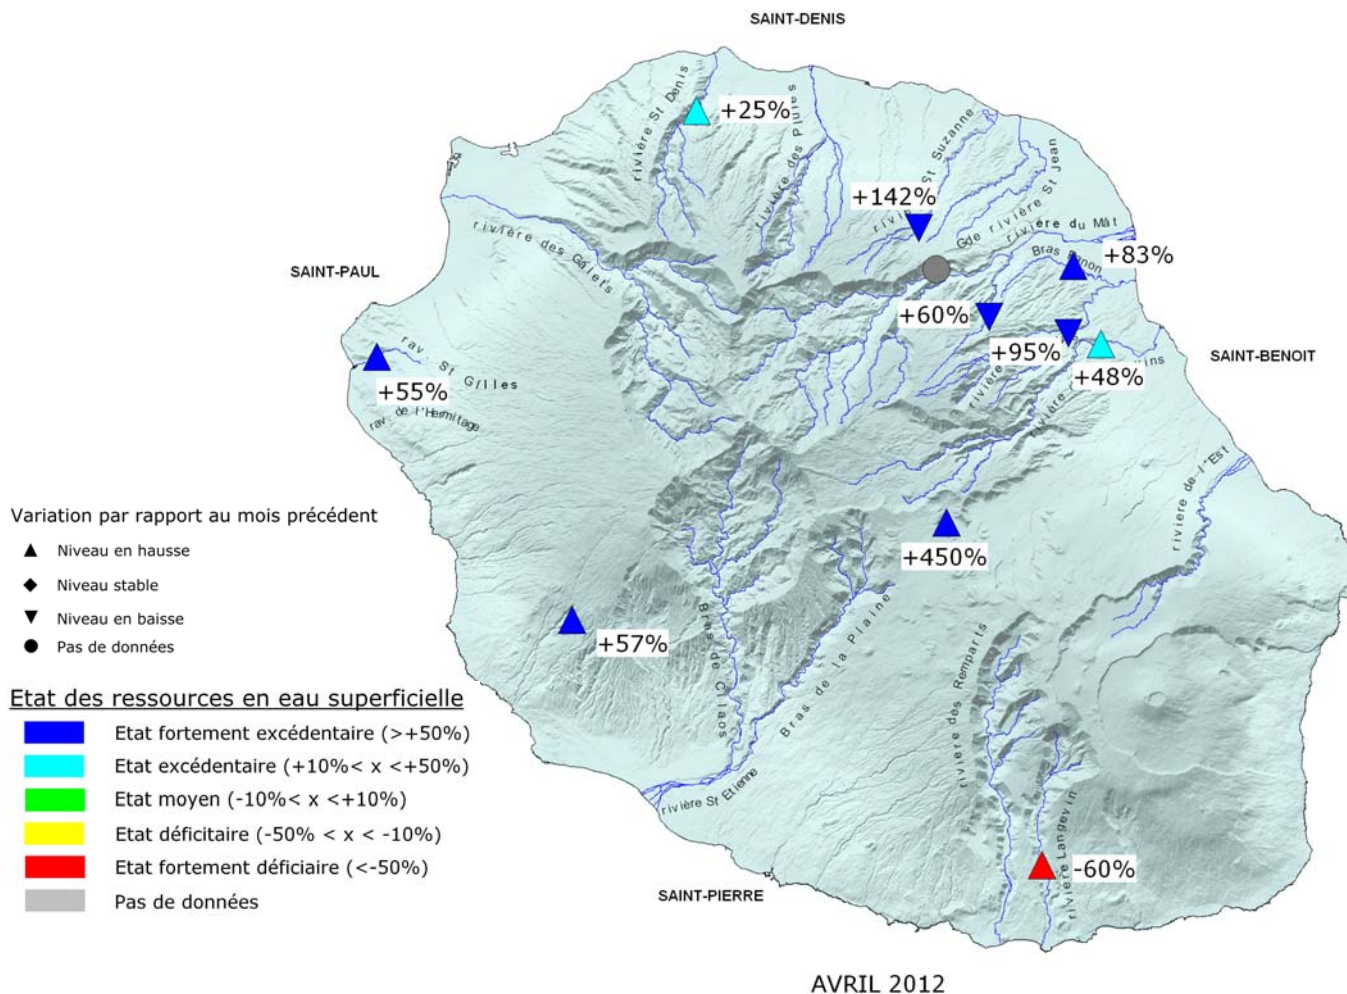 SAINT-DENIS
rivière St Denis
+25%
rivière des Pluies
St Suzanne
+142%
Gde rivière St Jean
rivière du Mât
Bras Panon
+83%
rivière des Galets
SAINT-PAUL
+60%
+95%
+48%
SAINT-BENOIT
rav. St Gilles
+55%
rav. de l'Hermitage
rivière
rivière
rivière de l'Est
Variation par rapport au mois précédent
Niveau en hausse
Niveau stable
Niveau en baisse
Pas de données
+450%
+57%
Bras de Cilaos
Bras de la Plaine
rivière des Remparts
Etat des ressources en eau superficielle
Etat fortement excédentaire (>+50%)
Etat excédentaire (+10%< x <+50%)
Etat moyen (-10%< x <+10%)
Etat déficitaire (-50% < x < -10%)
Etat fortement déficiaire (<-50%)
Pas de données
rivière St Etienne
rivière Langevin
-60%
SAINT-PIERRE
AVRIL 2012